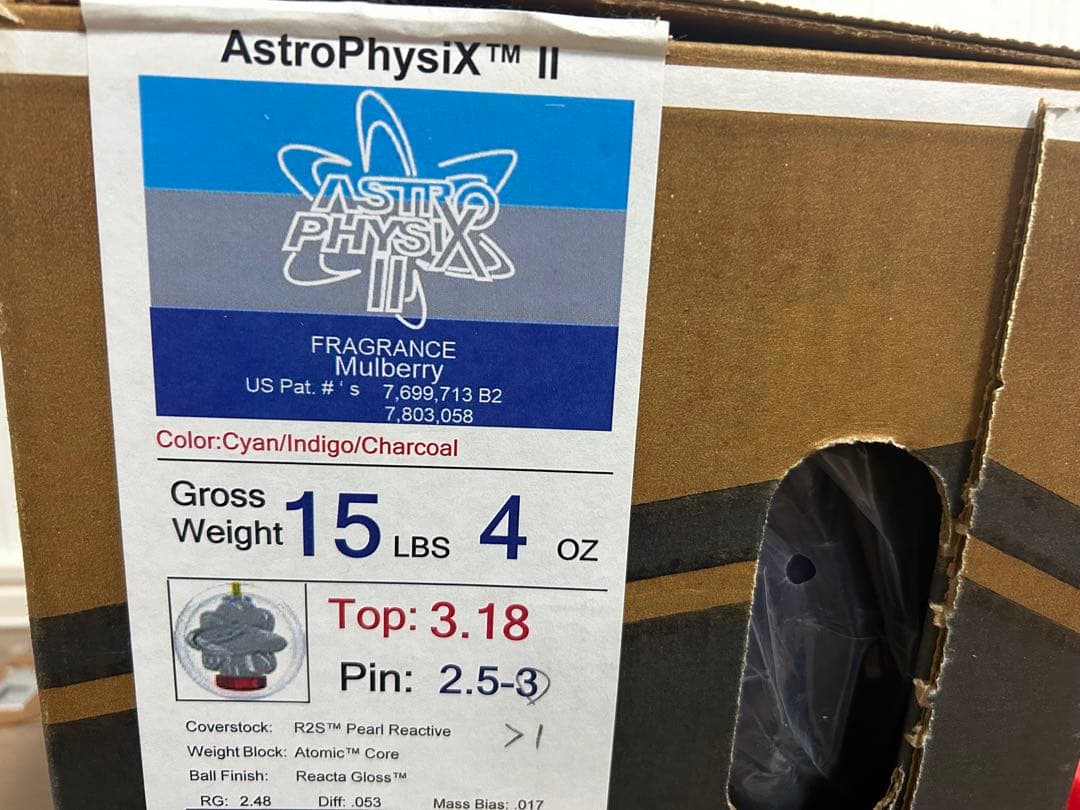 AstroPhysiX™ II
ASTRO
PHYSIX
II
FRAGRANCE
Mulberry
US Pat. # ' s 7,699,713 B2
7,803,058
Color:Cyan/Indigo/Charcoal
Gross Weight 15 LBS 4 OZ
Top: 3.18
Pin: 2.5-3
>1
Coverstock: R2S™ Pearl Reactive
Weight Block: Atomic™ Core
Ball Finish: Reacta Gloss™
RG: 2.48 Diff: .053 Mass Bias: .017